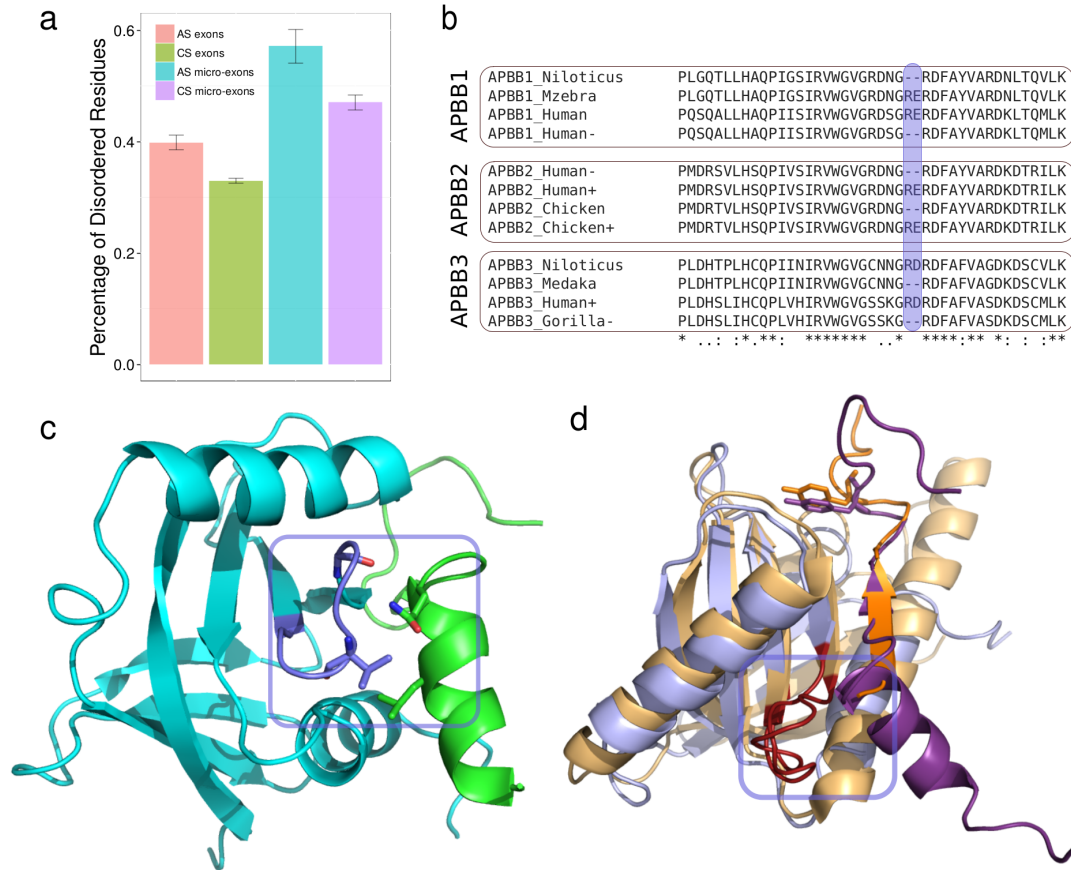 a
Percentage of Disordered Residues
0.6
0.4
0.2
0.0
AS exons
CS exons
AS micro-exons
CS micro-exons
b
APBB1
APBB1_Niloticus PLGQTLLHAQPIGSIRVWGVGRDNG--RDFAYVARDNLTQVLK
APBB1_Mzebra PLGQTLLHAQPIGSIRVWGVGRDNGRERDFAYVARDNLTQVLK
APBB1_Human PQSQALLHAQPIISIRVWGVGRDSGRERDFAYVARDKLTQMLK
APBB1_Human- PQSQALLHAQPIISIRVWGVGRDSG--RDFAYVARDKLTQMLK
APBB2
APBB2_Human- PMDRSVLHSQPIVSIRVWGVGRDNG--RDFAYVARDKDTRILK
APBB2_Human+ PMDRSVLHSQPIVSIRVWGVGRDNGRERDFAYVARDKDTRILK
APBB2_Chicken PMDRTVLHSQPIVSIRVWGVGRDNG--RDFAYVARDKDTRILK
APBB2_Chicken+ PMDRTVLHSQPIVSIRVWGVGRDNGRERDFAYVARDKDTRILK
APBB3
APBB3_Niloticus PLDHTPLHCQPIINIRVWGVGCNNGRDRDFAFVAGDKDSCVLK
APBB3_Medaka PLDHTPLHCQPIINIRVWGVGCNNG--RDFAFVAGDKDSCVLK
APBB3_Human+ PLDHSLIHCQPLVHIRVWGVGSSKGRDRDFAFVASDKDSCMLK
APBB3_Gorilla- PLDHSLIHCQPLVHIRVWGVGSSKG--RDFAFVASDKDSCMLK
* ..: :*.**: ******* ..* ****:** *: : :**
c
d